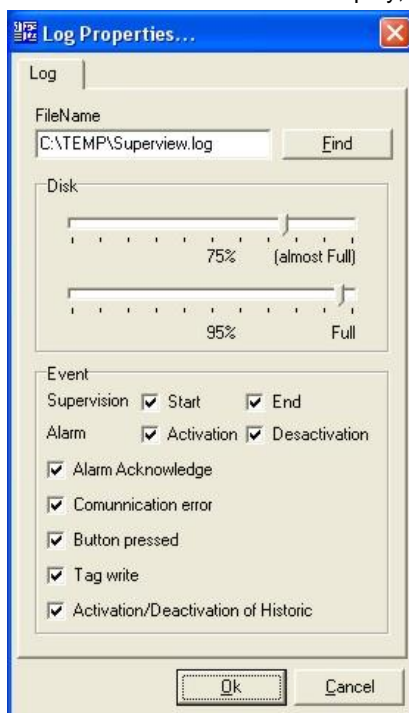 Log Properties...
Log
FileName
C:\TEMP\Superview.log Find
Disk
75% (almost Full)
95% Full
Event
Supervision Start End
Alarm Activation Desactivation
Alarm Acknowledge
Comunnication error
Button pressed
Tag write
Activation/Deactivation of Historic
Ok Cancel